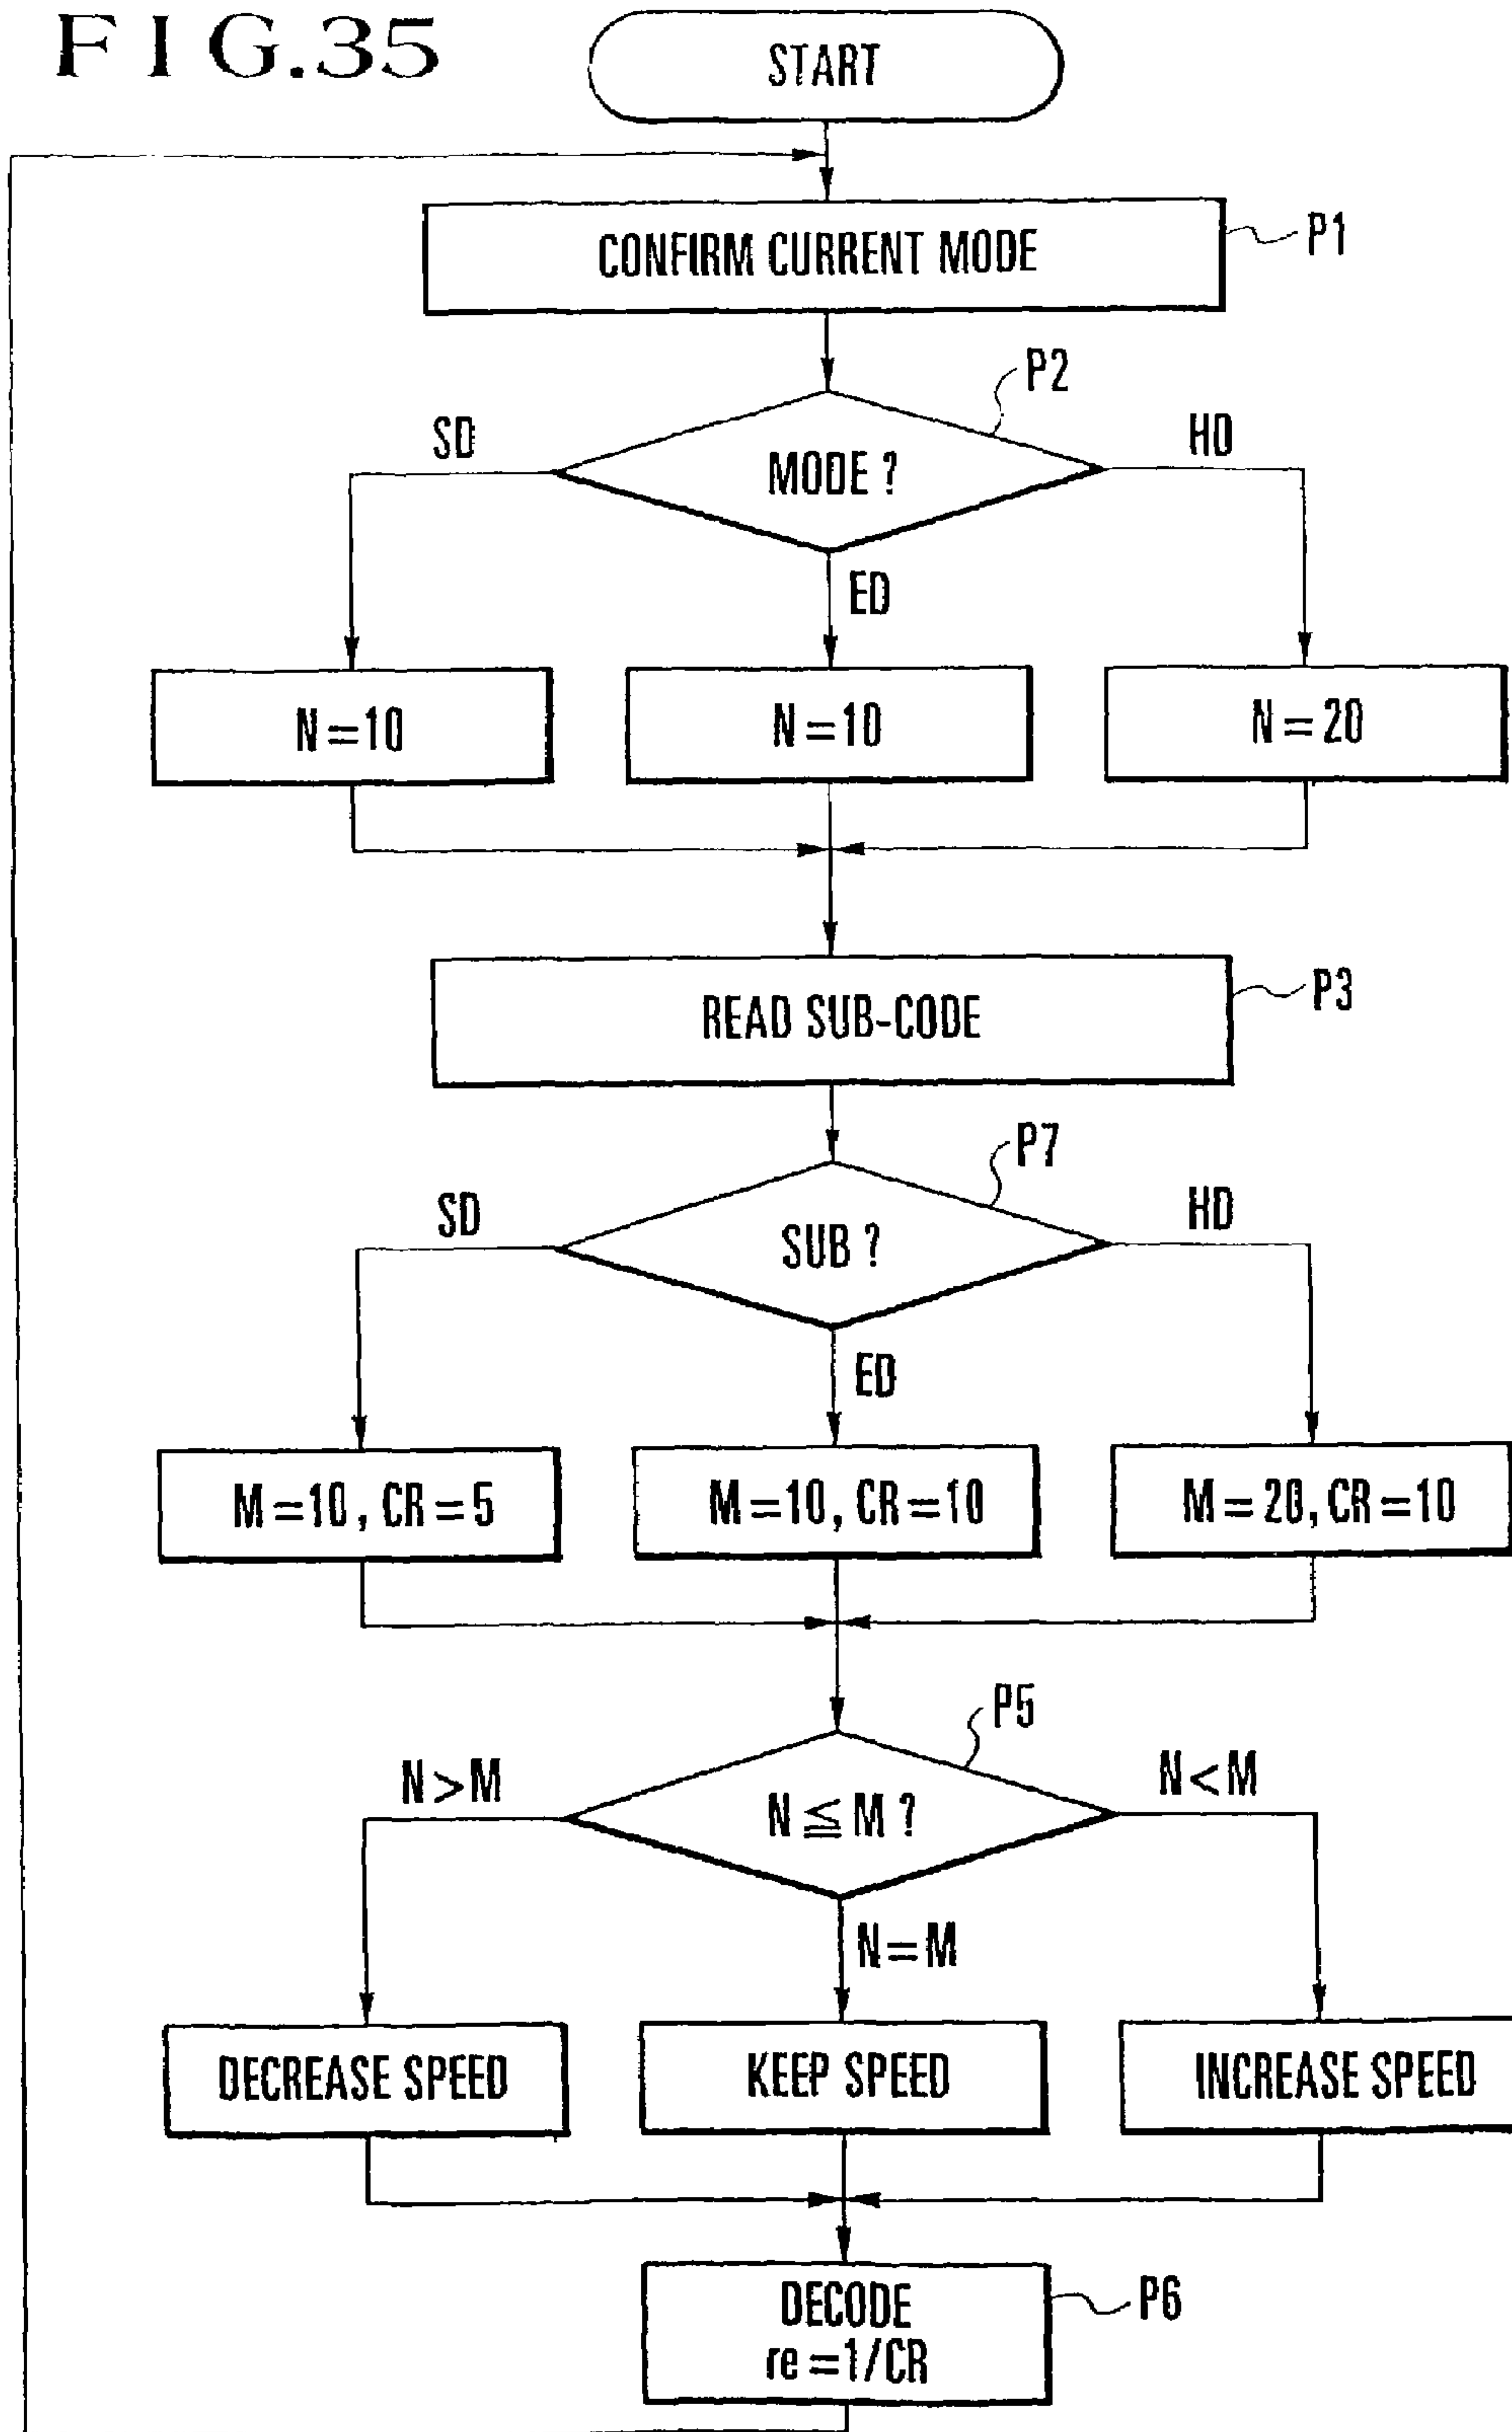 FIG.35
START
CONFIRM CURRENT MODE
P1
P2
SD
MODE ?
HD
ED
N=10
N=10
N=20
READ SUB-CODE
P3
P7
SD
SUB ?
HD
ED
M=10, CR=5
M=10, CR=10
M=20, CR=10
P5
N>M
N≦M ?
N<M
N=M
DECREASE SPEED
KEEP SPEED
INCREASE SPEED
DECODE
re=1/CR
P6